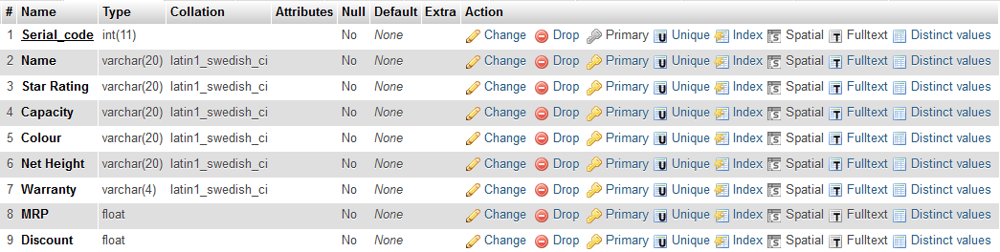 # Name Type Collation Attributes Null Default Extra Action
1 Serial_code int(11) No None Change Drop Primary Unique Index Spatial Fulltext Distinct values
2 Name varchar(20) latin1_swedish_ci No None Change Drop Primary Unique Index Spatial Fulltext Distinct values
3 Star Rating varchar(20) latin1_swedish_ci No None Change Drop Primary Unique Index Spatial Fulltext Distinct values
4 Capacity varchar(20) latin1_swedish_ci No None Change Drop Primary Unique Index Spatial Fulltext Distinct values
5 Colour varchar(20) latin1_swedish_ci No None Change Drop Primary Unique Index Spatial Fulltext Distinct values
6 Net Height varchar(20) latin1_swedish_ci No None Change Drop Primary Unique Index Spatial Fulltext Distinct values
7 Warranty varchar(4) latin1_swedish_ci No None Change Drop Primary Unique Index Spatial Fulltext Distinct values
8 MRP float No None Change Drop Primary Unique Index Spatial Fulltext Distinct values
9 Discount float No None Change Drop Primary Unique Index Spatial Fulltext Distinct values